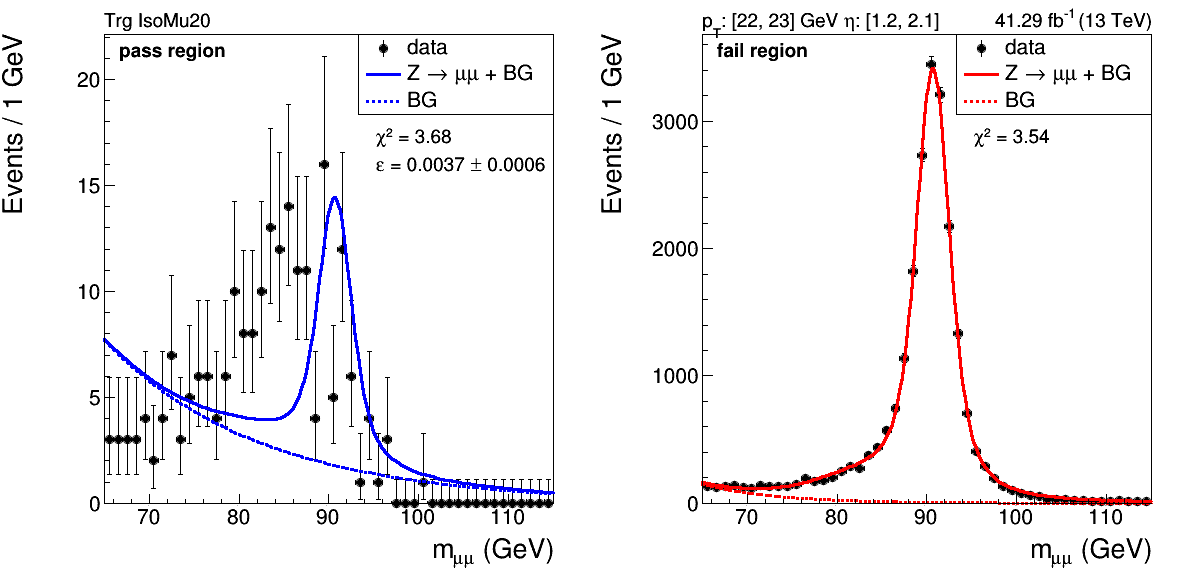 Trg IsoMu20
pass region
data
Z → μμ + BG
BG
χ² = 3.68
ε = 0.0037 ± 0.0006
Events / 1 GeV
20
15
10
5
0
70 80 90 100 110
mμμ (GeV)
pT: [22, 23] GeV η: [1.2, 2.1] 41.29 fb⁻¹ (13 TeV)
fail region
data
Z → μμ + BG
BG
χ² = 3.54
Events / 1 GeV
3000
2000
1000
0
70 80 90 100 110
mμμ (GeV)